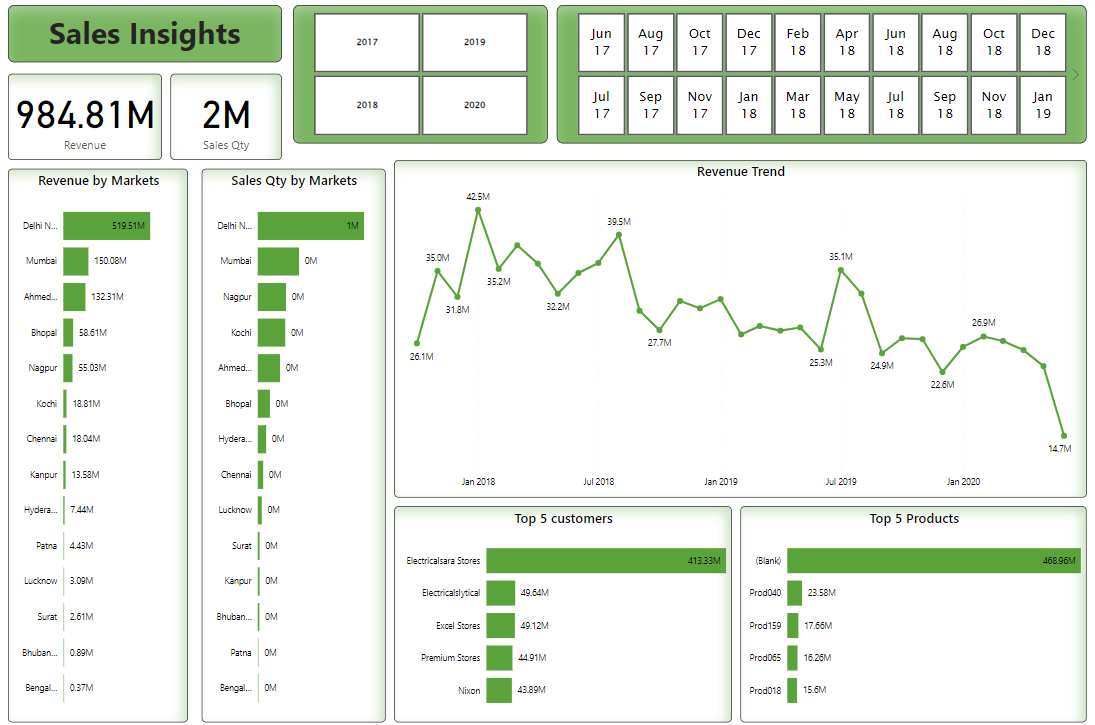 Sales Insights
984.81M
Revenue
2M
Sales Qty
2017
2019
2018
2020
Jun
17
Aug
17
Oct
17
Dec
17
Feb
18
Apr
18
Jun
18
Aug
18
Oct
18
Dec
18
Jul
17
Sep
17
Nov
17
Jan
18
Mar
18
May
18
Jul
18
Sep
18
Nov
18
Jan
19
Revenue by Markets
Delhi N... 519.51M
Mumbai 150.08M
Ahmed... 132.31M
Bhopal 58.61M
Nagpur 55.03M
Kochi 18.81M
Chennai 18.04M
Kanpur 13.58M
Hydera... 7.44M
Patna 4.43M
Lucknow 3.09M
Surat 2.61M
Bhuban... 0.89M
Bengal... 0.37M
Sales Qty by Markets
Delhi N... 1M
Mumbai 0M
Nagpur 0M
Kochi 0M
Ahmed... 0M
Bhopal 0M
Hydera... 0M
Chennai 0M
Lucknow 0M
Surat 0M
Kanpur 0M
Bhuban... 0M
Patna 0M
Bengal... 0M
Revenue Trend
26.1M
35.0M
31.8M
42.5M
35.2M
32.2M
39.5M
27.7M
25.3M
35.1M
24.9M
22.6M
26.9M
14.7M
Jan 2018
Jul 2018
Jan 2019
Jul 2019
Jan 2020
Top 5 customers
Electricalsara Stores 413.33M
Electricalslytical 49.64M
Excel Stores 49.12M
Premium Stores 44.91M
Nixon 43.89M
Top 5 Products
(Blank) 468.96M
Prod040 23.58M
Prod159 17.66M
Prod065 16.26M
Prod018 15.6M